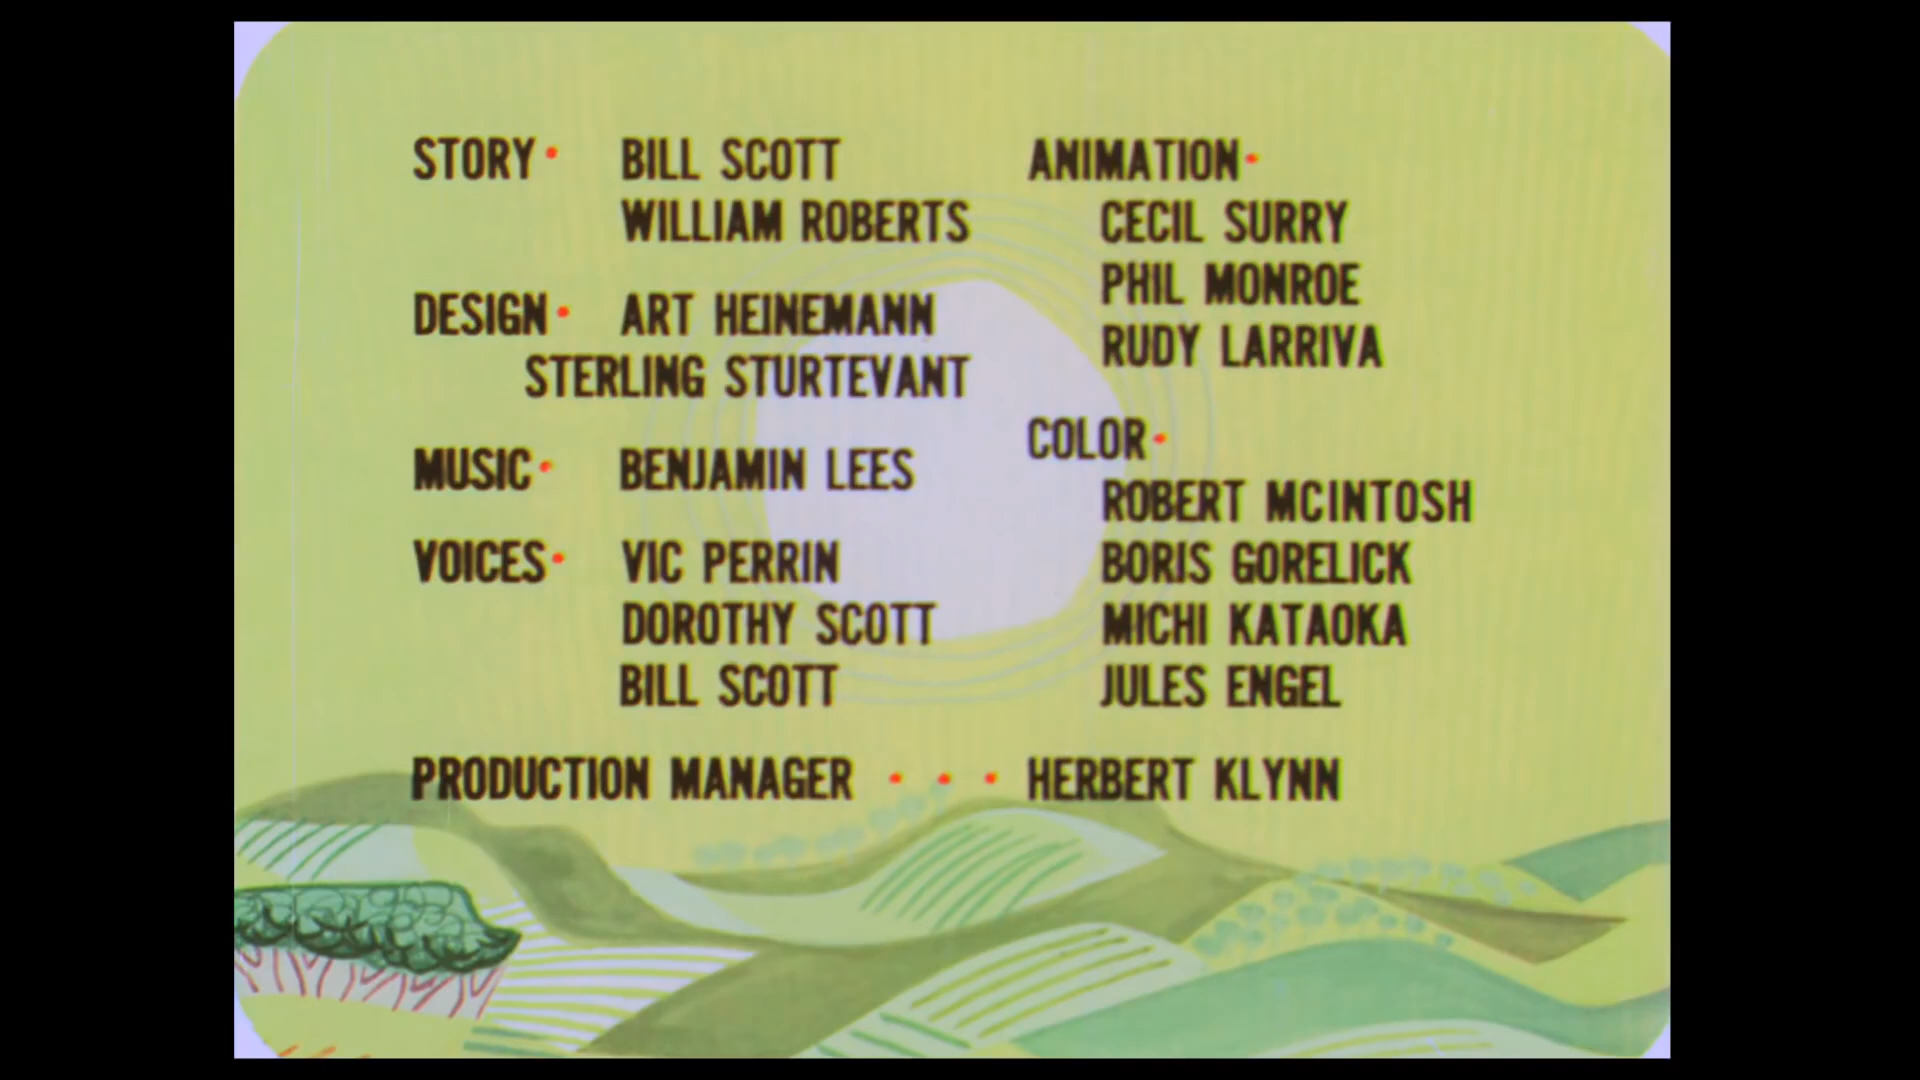 STORY • BILL SCOTT
WILLIAM ROBERTS
DESIGN • ART HEINEMANN
STERLING STURTEVANT
MUSIC • BENJAMIN LEES
VOICES • VIC PERRIN
DOROTHY SCOTT
BILL SCOTT
ANIMATION •
CECIL SURRY
PHIL MONROE
RUDY LARRIVA
COLOR •
ROBERT MCINTOSH
BORIS GORELICK
MICHI KATAOKA
JULES ENGEL
PRODUCTION MANAGER • • • HERBERT KLYNN